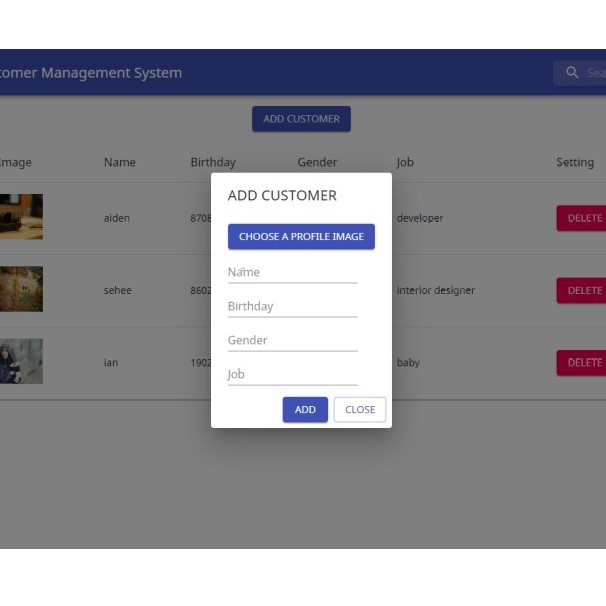 tomer Management System
Sea
ADD CUSTOMER
Image Name Birthday Gender Job Setting
aiden 8708 developer DELETE
sehee 8602 interior designer DELETE
ian 1902 baby DELETE
ADD CUSTOMER
CHOOSE A PROFILE IMAGE
Name
Birthday
Gender
Job
ADD CLOSE